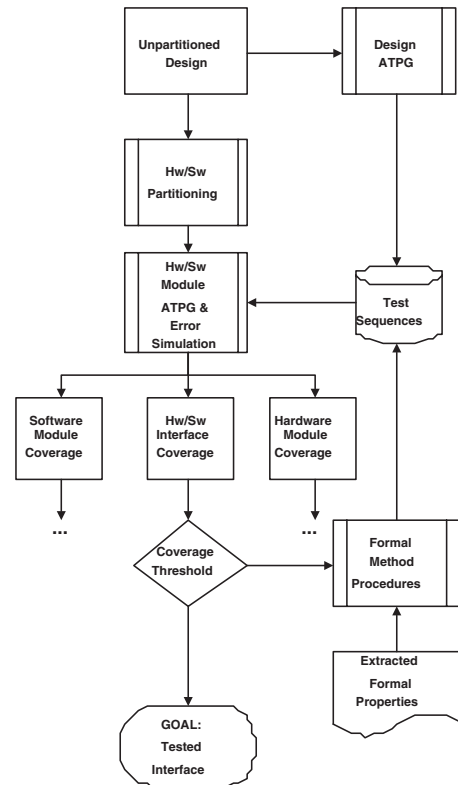 Unpartitioned
Design
Design
ATPG
Hw/Sw
Partitioning
Hw/Sw
Module
ATPG &
Error
Simulation
Test
Sequences
Software
Module
Coverage
Hw/Sw
Interface
Coverage
Hardware
Module
Coverage
...
...
Coverage
Threshold
Formal
Method
Procedures
Extracted
Formal
Properties
GOAL:
Tested
Interface